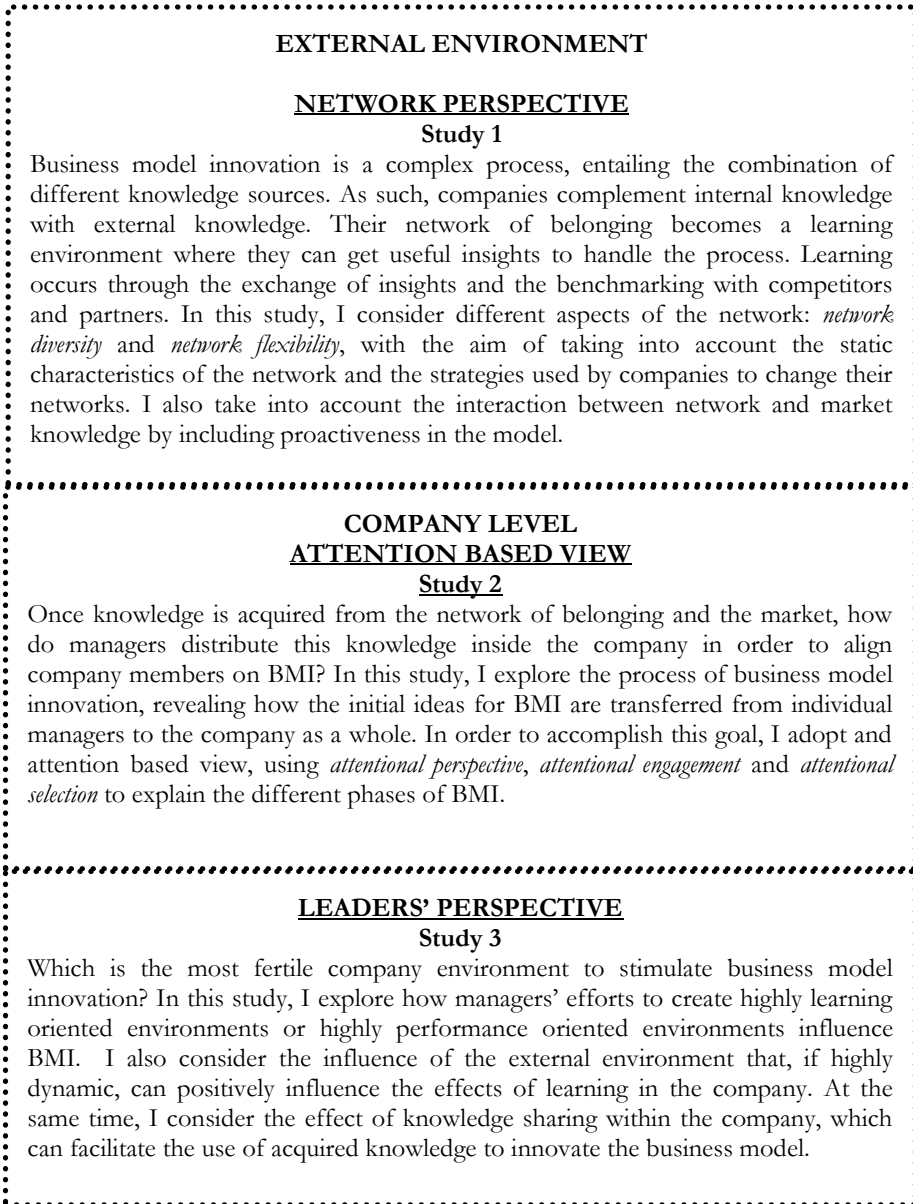 EXTERNAL ENVIRONMENT
NETWORK PERSPECTIVE
Study 1
Business model innovation is a complex process, entailing the combination of
different knowledge sources. As such, companies complement internal knowledge
with external knowledge. Their network of belonging becomes a learning
environment where they can get useful insights to handle the process. Learning
occurs through the exchange of insights and the benchmarking with competitors
and partners. In this study, I consider different aspects of the network: network
diversity and network flexibility, with the aim of taking into account the static
characteristics of the network and the strategies used by companies to change their
networks. I also take into account the interaction between network and market
knowledge by including proactiveness in the model.
COMPANY LEVEL
ATTENTION BASED VIEW
Study 2
Once knowledge is acquired from the network of belonging and the market, how
do managers distribute this knowledge inside the company in order to align
company members on BMI? In this study, I explore the process of business model
innovation, revealing how the initial ideas for BMI are transferred from individual
managers to the company as a whole. In order to accomplish this goal, I adopt and
attention based view, using attentional perspective, attentional engagement and attentional
selection to explain the different phases of BMI.
LEADERS’ PERSPECTIVE
Study 3
Which is the most fertile company environment to stimulate business model
innovation? In this study, I explore how managers’ efforts to create highly learning
oriented environments or highly performance oriented environments influence
BMI. I also consider the influence of the external environment that, if highly
dynamic, can positively influence the effects of learning in the company. At the
same time, I consider the effect of knowledge sharing within the company, which
can facilitate the use of acquired knowledge to innovate the business model.